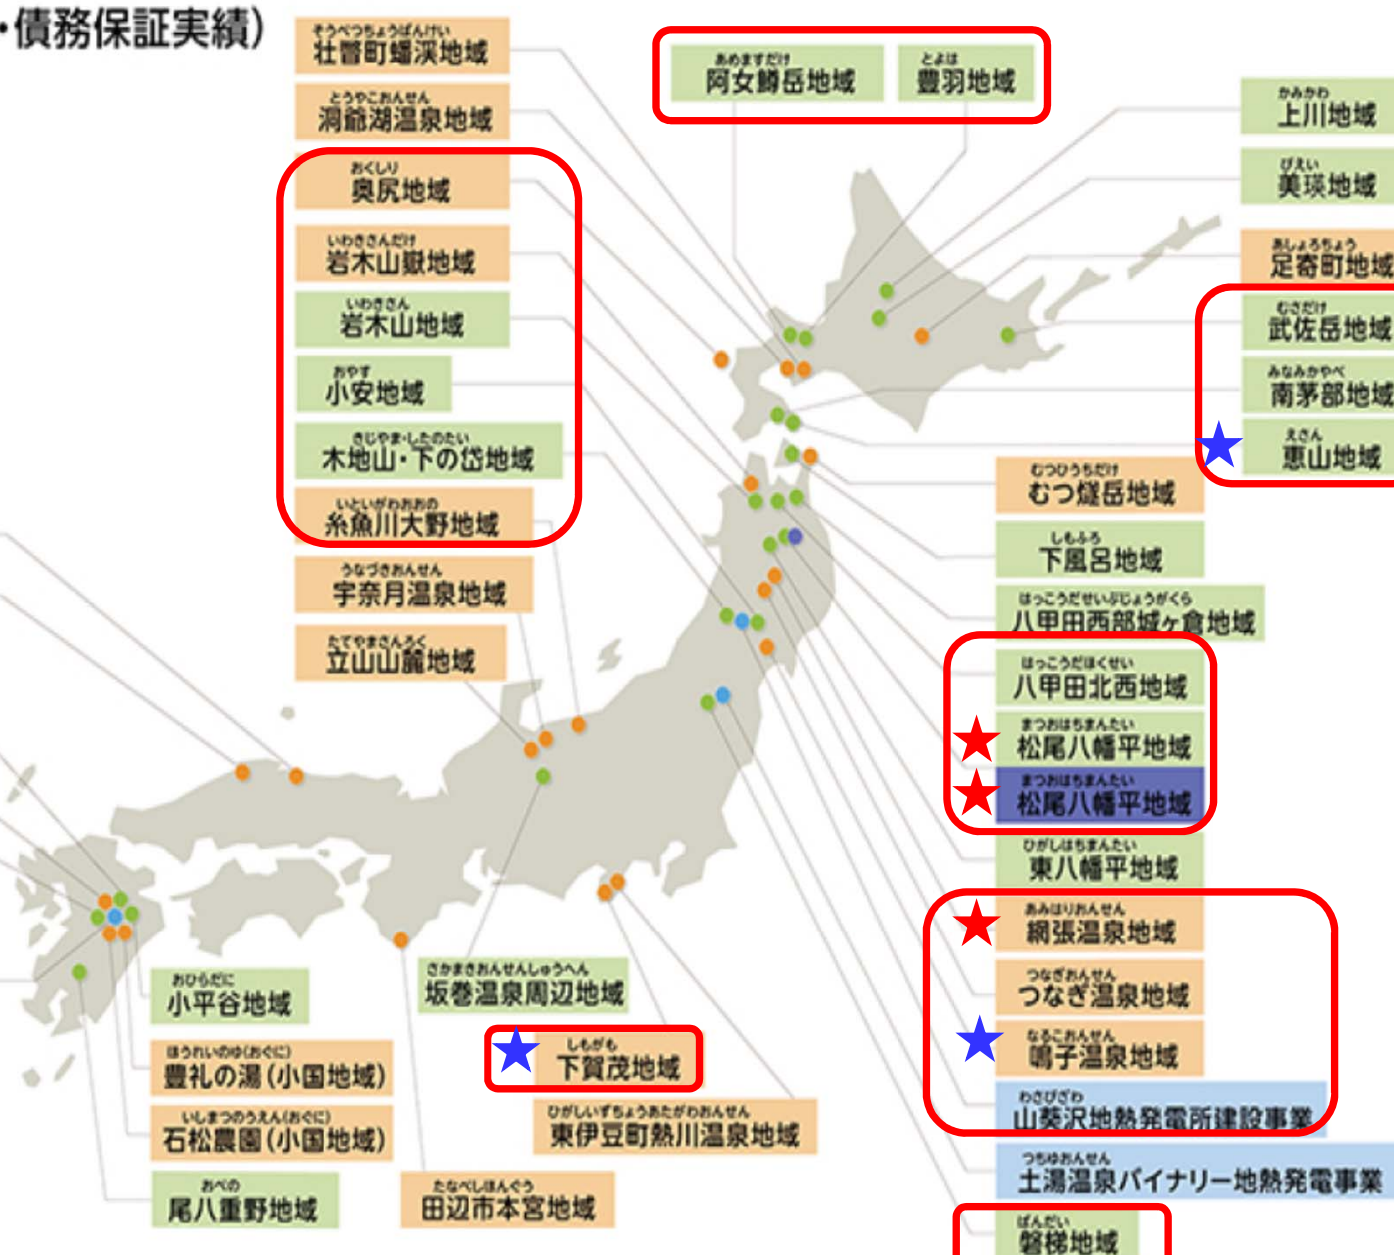 ・債務保証実績）
そうべつちょうばんけい
壮瞥町蟠渓地域
とうやこおんせん
洞爺湖温泉地域
おくしり
奥尻地域
いわきさんだけ
岩木山嶽地域
いわきさん
岩木山地域
おやす
小安地域
きじやま・したのたい
木地山・下の岱地域
いといがわおおの
糸魚川大野地域
うなづきおんせん
宇奈月温泉地域
たてやまさんろく
立山山麓地域
あめますだけ
阿女鱒岳地域
とよは
豊羽地域
かみかわ
上川地域
びえい
美瑛地域
あしょろちょう
足寄町地域
むさだけ
武佐岳地域
みなみかやべ
南茅部地域
えさん
恵山地域
むつひうちだけ
むつ燧岳地域
しもふろ
下風呂地域
はっこうだせいぶじょうがくら
八甲田西部城ヶ倉地域
はっこうだほくせい
八甲田北西地域
まつおはちまんたい
松尾八幡平地域
まつおはちまんたい
松尾八幡平地域
ひがしはちまんたい
東八幡平地域
あみはりおんせん
網張温泉地域
つなぎおんせん
つなぎ温泉地域
なるこおんせん
鳴子温泉地域
わさびざわ
山葵沢地熱発電所建設事業
つちゆおんせん
土湯温泉バイナリー地熱発電事業
ばんだい
磐梯地域
さかまきおんせんしゅうへん
坂巻温泉周辺地域
しもがも
下賀茂地域
ひがしいずちょうあたがわおんせん
東伊豆町熱川温泉地域
たなべしほんぐう
田辺市本宮地域
おひらだに
小平谷地域
ほうれいのゆ(おぐに)
豊礼の湯(小国地域)
いしまつのうえん(おぐに)
石松農園(小国地域)
おべの
尾八重野地域